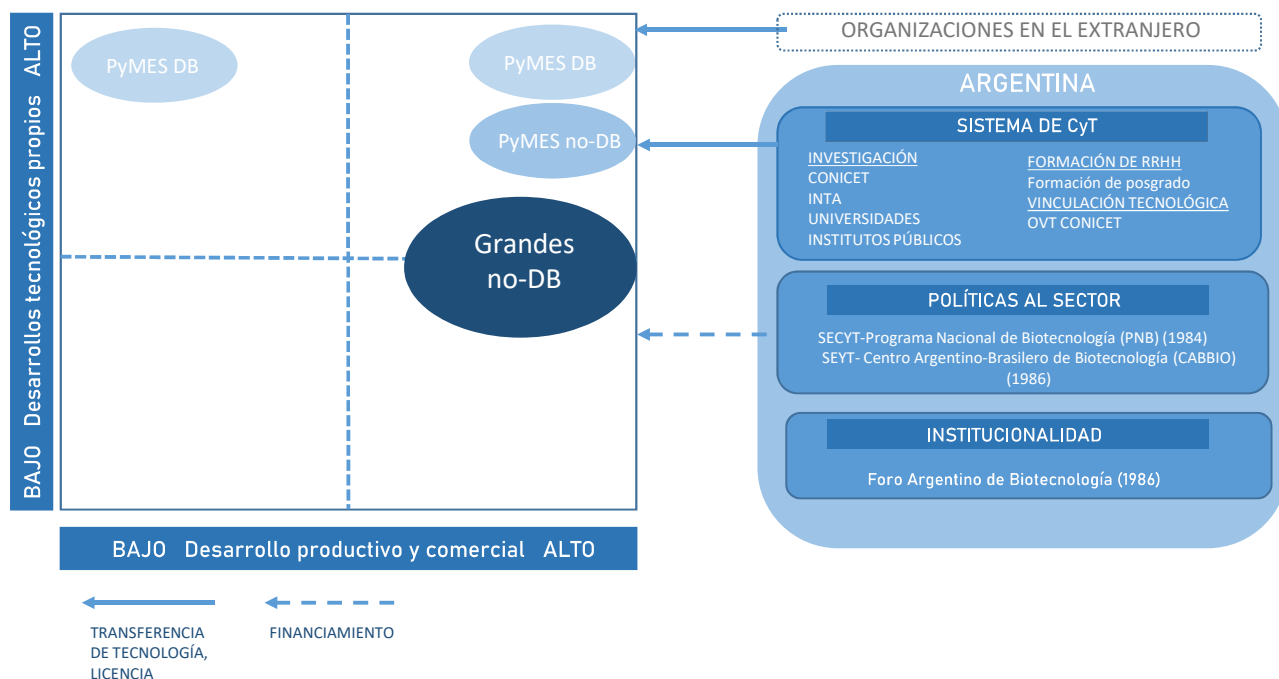 ORGANIZACIONES EN EL EXTRANJERO
BAJO Desarrollos tecnológicos propios ALTO
PyMES DB
PyMES DB
PyMES no-DB
Grandes
no-DB
ARGENTINA
SISTEMA DE CyT
INVESTIGACIÓN
CONICET
INTA
UNIVERSIDADES
INSTITUTOS PÚBLICOS
FORMACIÓN DE RRHH
Formación de posgrado
VINCULACIÓN TECNOLÓGICA
OVT CONICET
POLÍTICAS AL SECTOR
SECYT-Programa Nacional de Biotecnología (PNB) (1984)
SEYT- Centro Argentino-Brasilero de Biotecnología (CABBIO)
(1986)
INSTITUCIONALIDAD
Foro Argentino de Biotecnología (1986)
BAJO Desarrollo productivo y comercial ALTO
TRANSFERENCIA
DE TECNOLOGÍA,
LICENCIA
FINANCIAMIENTO